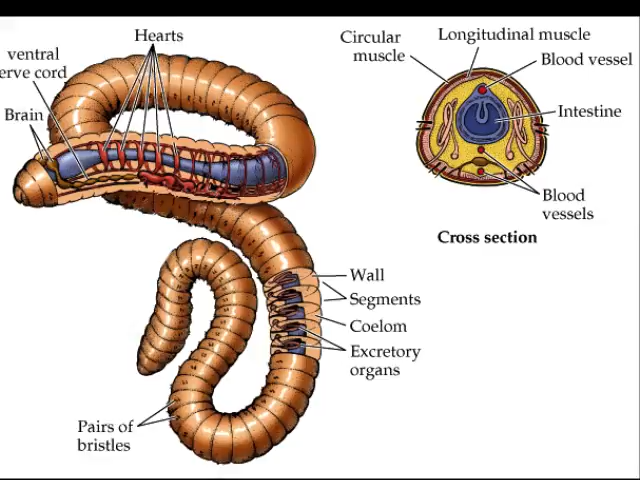 Hearts
ventral
nerve cord
Brain
Circular
muscle
Longitudinal muscle
Blood vessel
Intestine
Blood
vessels
Cross section
Wall
Segments
Coelom
Excretory
organs
Pairs of
bristles